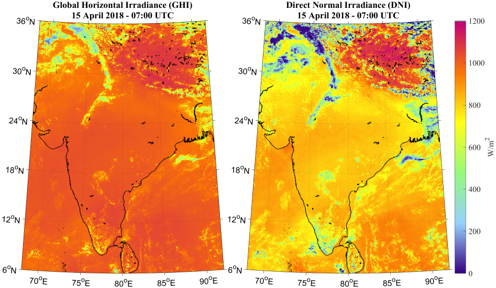 Global Horizontal Irradiance (GHI)
15 April 2018 - 07:00 UTC
36°N
30°N
24°N
18°N
12°N
6°N
70°E
75°E
80°E
85°E
90°E
Direct Normal Irradiance (DNI)
15 April 2018 - 07:00 UTC
36°N
30°N
24°N
18°N
12°N
6°N
70°E
75°E
80°E
85°E
90°E
1200
1000
800
600
400
200
0
W/m²